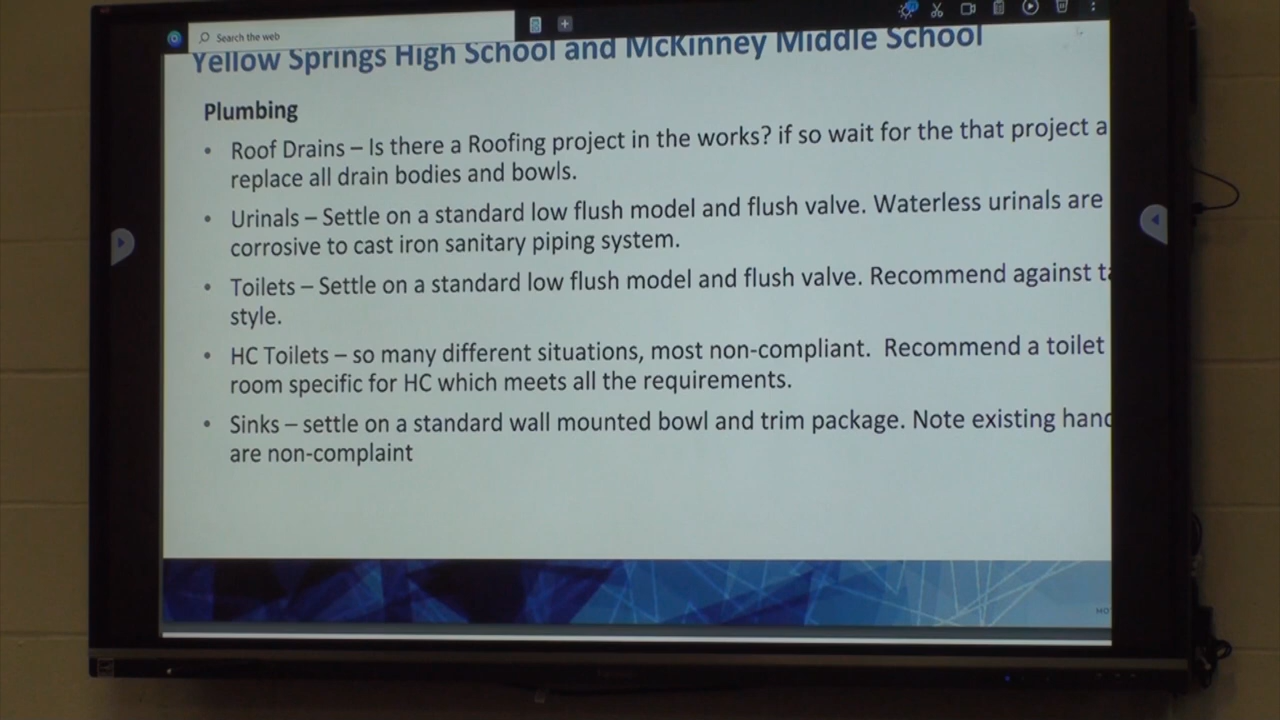 Search the web
Yellow Springs High School and McKinney Middle School
Plumbing
• Roof Drains – Is there a Roofing project in the works? if so wait for the that project a
replace all drain bodies and bowls.
• Urinals – Settle on a standard low flush model and flush valve. Waterless urinals are
corrosive to cast iron sanitary piping system.
• Toilets – Settle on a standard low flush model and flush valve. Recommend against ta
style.
• HC Toilets – so many different situations, most non-compliant. Recommend a toilet
room specific for HC which meets all the requirements.
• Sinks – settle on a standard wall mounted bowl and trim package. Note existing hand
are non-complaint